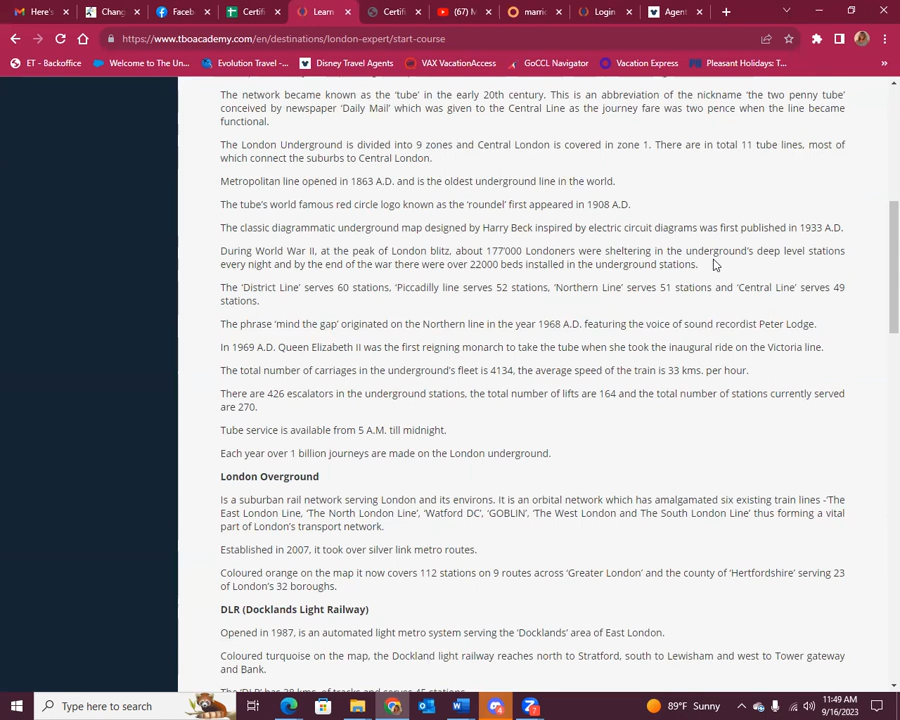 Here's
Chang
Faceb
Certifi
Learn
Certifi
(67) M
marri
Login
Agent
https://www.tboacademy.com/en/destinations/london-expert/start-course
ET - Backoffice
Welcome to The Un...
Evolution Travel -...
Disney Travel Agents
VAX VacationAccess
GoCCL Navigator
Vacation Express
Pleasant Holidays: T...
The network became known as the 'tube' in the early 20th century. This is an abbreviation of the nickname 'the two penny tube'
conceived by newspaper 'Daily Mail' which was given to the Central Line as the journey fare was two pence when the line became
functional.
The London Underground is divided into 9 zones and Central London is covered in zone 1. There are in total 11 tube lines, most of
which connect the suburbs to Central London.
Metropolitan line opened in 1863 A.D. and is the oldest underground line in the world.
The tube's world famous red circle logo known as the 'roundel' first appeared in 1908 A.D.
The classic diagrammatic underground map designed by Harry Beck inspired by electric circuit diagrams was first published in 1933 A.D.
During World War II, at the peak of London blitz, about 177'000 Londoners were sheltering in the underground's deep level stations
every night and by the end of the war there were over 22000 beds installed in the underground stations.
The 'District Line' serves 60 stations, 'Piccadilly line serves 52 stations, 'Northern Line' serves 51 stations and 'Central Line' serves 49
stations.
The phrase 'mind the gap' originated on the Northern line in the year 1968 A.D. featuring the voice of sound recordist Peter Lodge.
In 1969 A.D. Queen Elizabeth II was the first reigning monarch to take the tube when she took the inaugural ride on the Victoria line.
The total number of carriages in the underground's fleet is 4134, the average speed of the train is 33 kms. per hour.
There are 426 escalators in the underground stations, the total number of lifts are 164 and the total number of stations currently served
are 270.
Tube service is available from 5 A.M. till midnight.
Each year over 1 billion journeys are made on the London underground.
London Overground
Is a suburban rail network serving London and its environs. It is an orbital network which has amalgamated six existing train lines -'The
East London Line, 'The North London Line', 'Watford DC', 'GOBLIN', 'The West London and The South London Line' thus forming a vital
part of London's transport network.
Established in 2007, it took over silver link metro routes.
Coloured orange on the map it now covers 112 stations on 9 routes across 'Greater London' and the county of 'Hertfordshire' serving 23
of London's 32 boroughs.
DLR (Docklands Light Railway)
Opened in 1987, is an automated light metro system serving the 'Docklands' area of East London.
Coloured turquoise on the map, the Dockland light railway reaches north to Stratford, south to Lewisham and west to Tower gateway
and Bank.
The 'DLR' has 38 kms. of tracks and serves 45 stations.
Type here to search
89°F Sunny
11:49 AM
9/16/2023